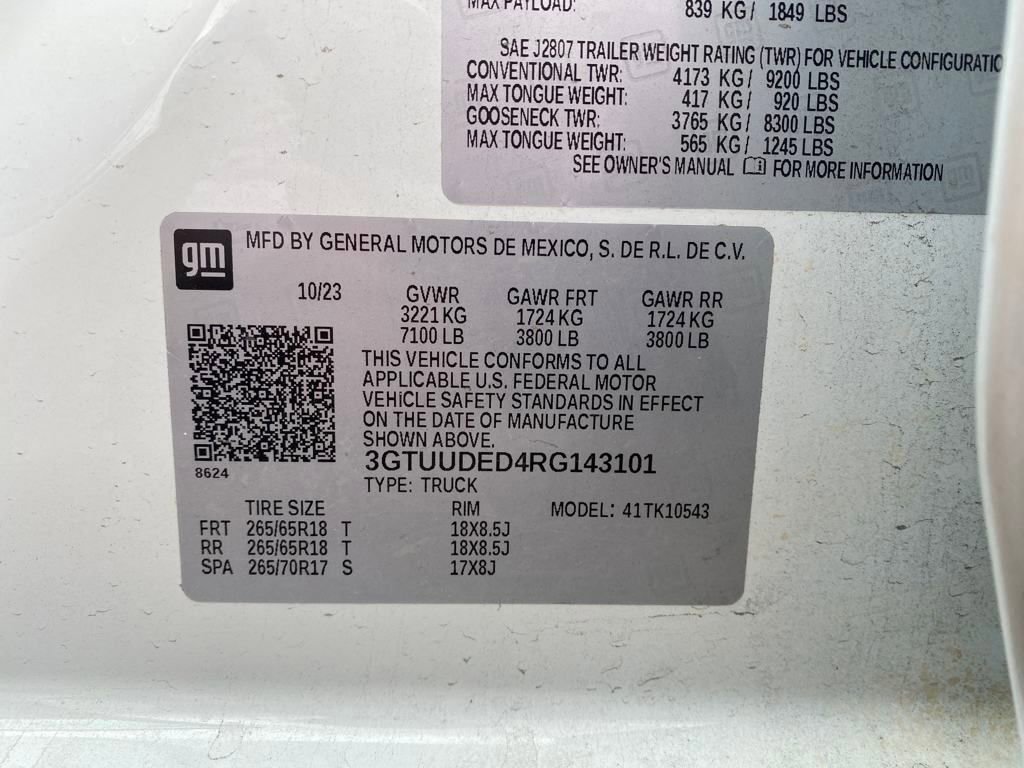 MAX PAYLOAD: 839 KG/ 1849 LBS
SAE J2807 TRAILER WEIGHT RATING (TWR) FOR VEHICLE
CONVENTIONAL TWR: 4173 KG/ 9200 LBS
MAX TONGUE WEIGHT: 417 KG/ 920 LBS
GOOSENECK TWR: 3765 KG/ 8300 LBS
MAX TONGUE WEIGHT: 565 KG/ 1245 LBS
SEE OWNER'S MANUAL FOR MORE INFORMATION
gm
MFD BY GENERAL MOTORS DE MEXICO, S. DE R.L. DE C.V.
10/23 GVWR GAWR FRT GAWR RR
3221 KG 1724 KG 1724 KG
7100 LB 3800 LB 3800 LB
THIS VEHICLE CONFORMS TO ALL
APPLICABLE U.S. FEDERAL MOTOR
VEHICLE SAFETY STANDARDS IN EFFECT
ON THE DATE OF MANUFACTURE
SHOWN ABOVE.
8624
3GTUUDED4RG143101
TYPE: TRUCK
TIRE SIZE RIM MODEL: 41TK10543
FRT 265/65R18 T 18X8.5J
RR 265/65R18 T 18X8.5J
SPA 265/70R17 S 17X8J